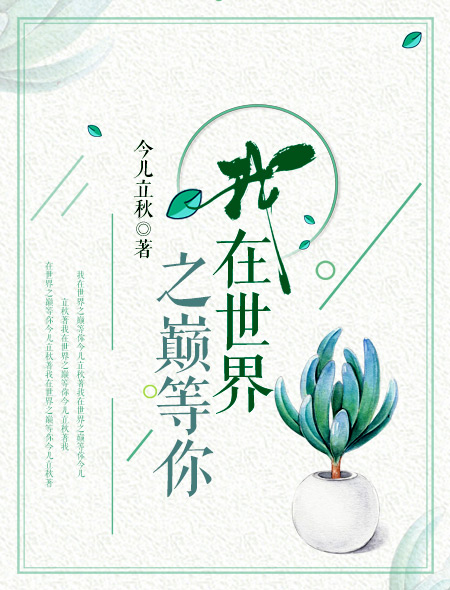 我在世界
之巅等你
今儿立秋◎著
我在世界之巅等你今儿立秋著我在世界之巅等你今儿
立秋著我在世界之巅等你今儿立秋著我
在世界之巅等你今儿立秋著我在世界之巅等你今儿立秋著